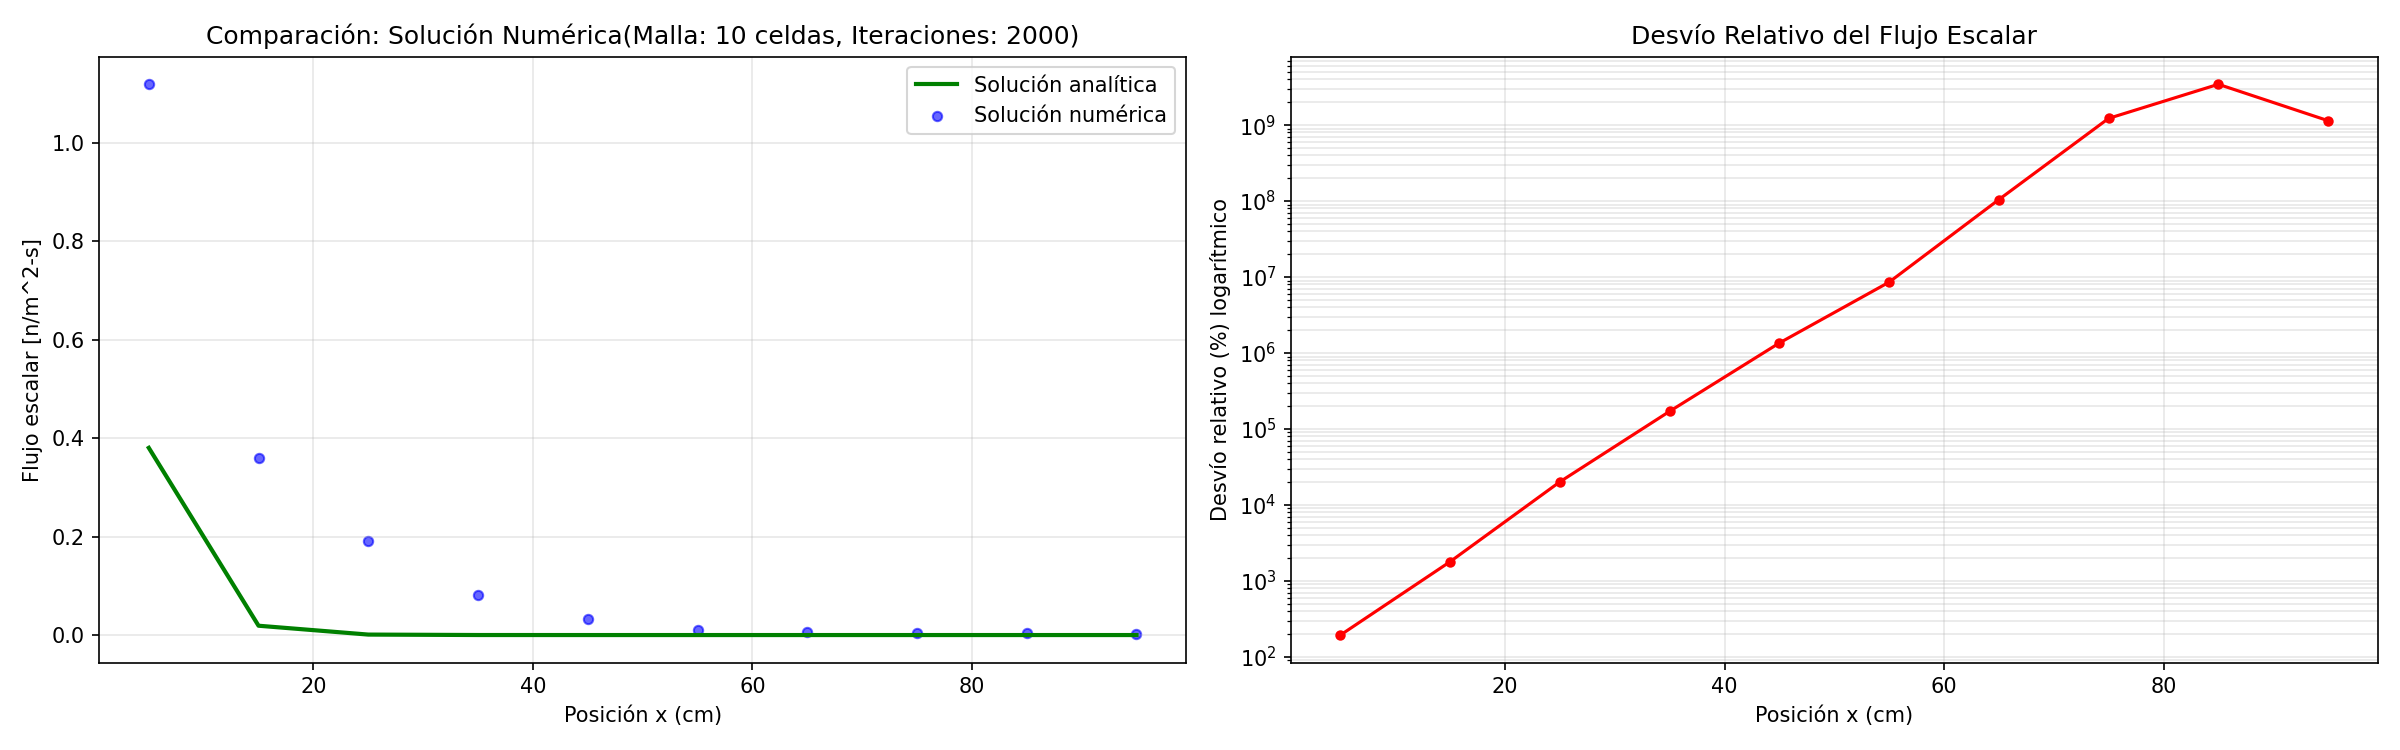 Comparación: Solución Numérica(Malla: 10 celdas, Iteraciones: 2000)
Solución analítica
Solución numérica
Flujo escalar [n/m^2-s]
1.0
0.8
0.6
0.4
0.2
0.0
20 40 60 80
Posición x (cm)
Desvío Relativo del Flujo Escalar
Desvío relativo (%) logarítmico
10⁹
10⁸
10⁷
10⁶
10⁵
10⁴
10³
10²
20 40 60 80
Posición x (cm)